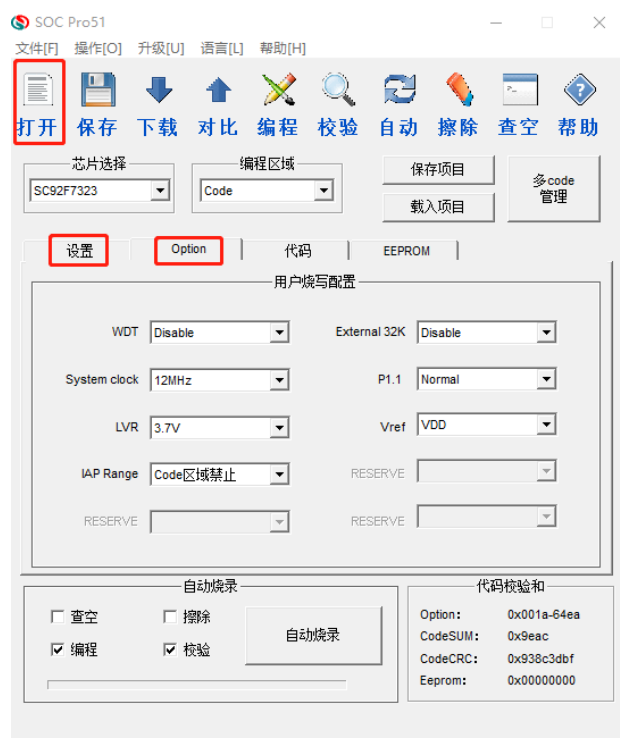 SOC Pro51
文件[F] 操作[O] 升级[U] 语言[L] 帮助[H]
打开 保存 下载 对比 编程 校验 自动 擦除 查空 帮助
芯片选择 编程区域 保存项目 多code管理
SC92F7323 Code 载入项目
设置 Option 代码 EEPROM
用户烧写配置
WDT Disable External 32K Disable
System clock 12MHz P1.1 Normal
LVR 3.7V Vref VDD
IAP Range Code区域禁止 RESERVE
RESERVE RESERVE
自动烧录 代码校验和
查空 擦除 自动烧录 Option: 0x001a-64ea
编程 校验 CodeSUM: 0x9eac
CodeCRC: 0x938c3dbf
Eeprom: 0x00000000